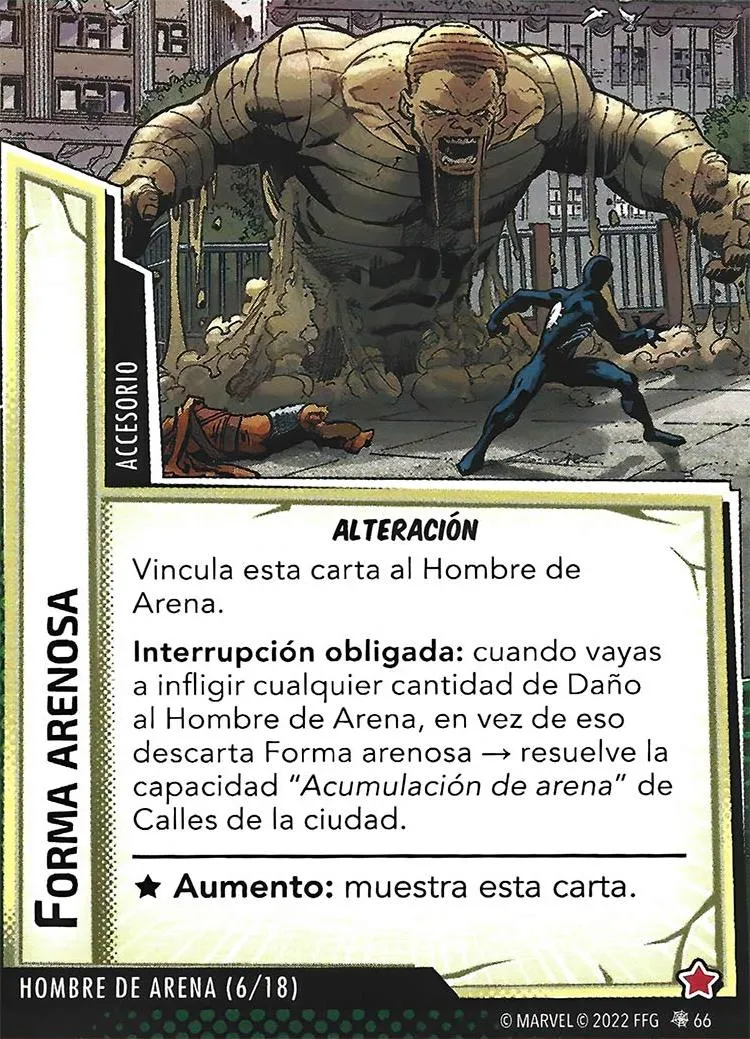 ACCESORIO
FORMA ARENOSA
ALTERACIÓN
Vincula esta carta al Hombre de
Arena.
Interrupción obligada: cuando vayas
a infligir cualquier cantidad de Daño
al Hombre de Arena, en vez de eso
descarta Forma arenosa → resuelve la
capacidad “Acumulación de arena” de
Calles de la ciudad.
★ Aumento: muestra esta carta.
HOMBRE DE ARENA (6/18)
© MARVEL © 2022 FFG 66